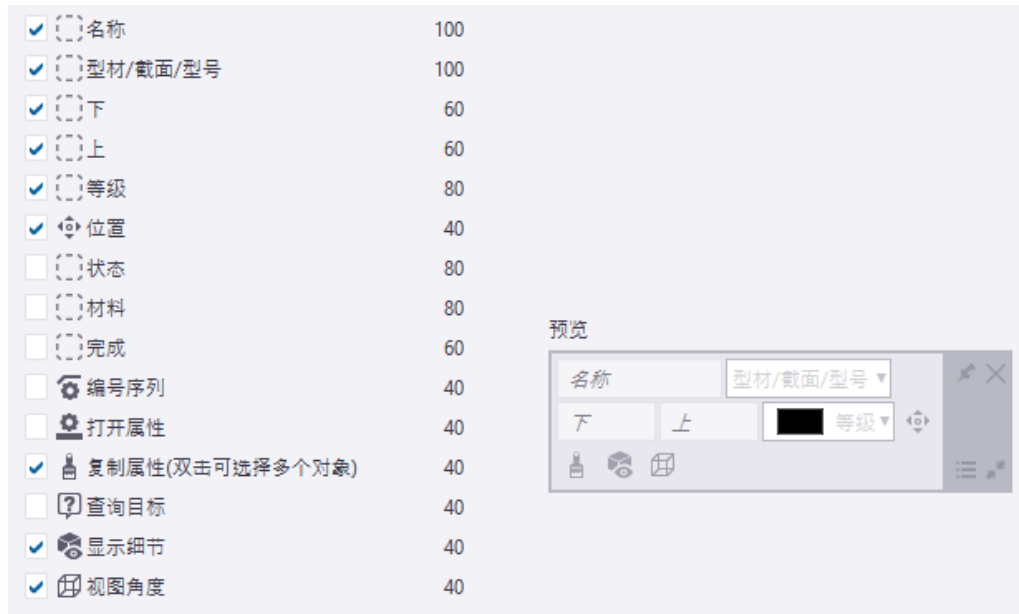 名称 100
型材/截面/型号 100
下 60
上 60
等级 80
位置 40
状态 80
材料 80
完成 60
编号序列 40
打开属性 40
复制属性(双击可选择多个对象) 40
查询目标 40
显示细节 40
视图角度 40
预览
名称 型材/截面/型号
下 上 等级